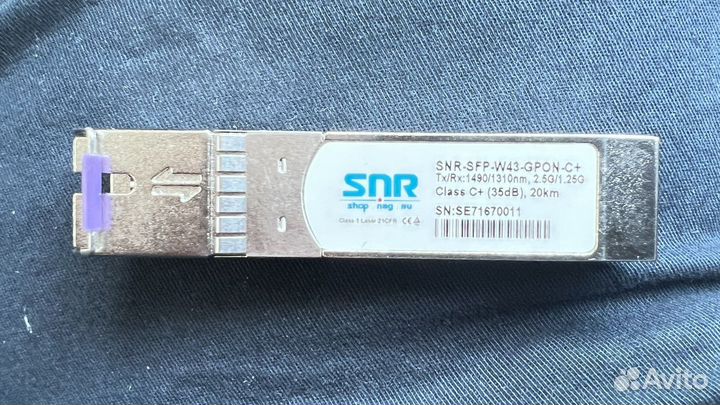 SNR
shop.nag.ru
Class 1 Laser 21CFR CE
SNR-SFP-W43-GPON-C+
Tx/Rx:1490/1310nm, 2.5G/1.25G
Class C+ (35dB), 20km
SN:SE71670011
Avito